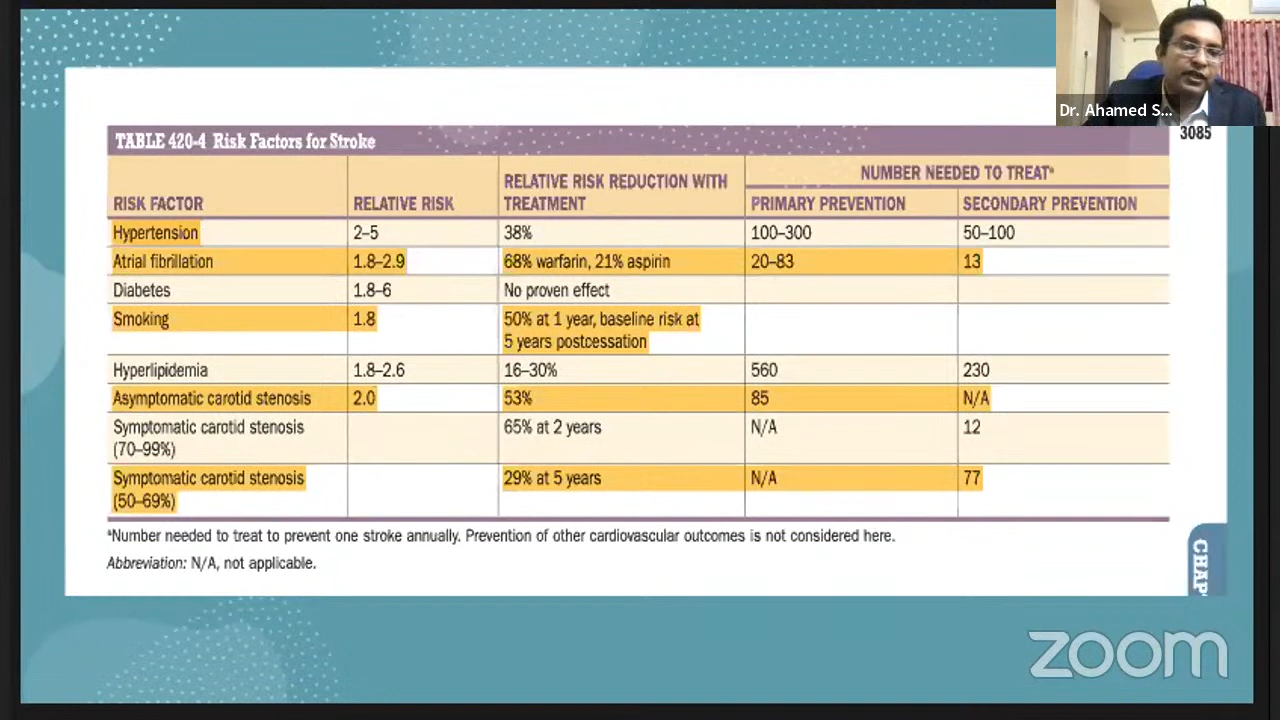 Dr. Ahamed S...
3085
TABLE 420-4 Risk Factors for Stroke
RISK FACTOR
RELATIVE RISK
RELATIVE RISK REDUCTION WITH
TREATMENT
NUMBER NEEDED TO TREATᵃ
PRIMARY PREVENTION
SECONDARY PREVENTION
Hypertension 2–5 38% 100–300 50–100
Atrial fibrillation 1.8–2.9 68% warfarin, 21% aspirin 20–83 13
Diabetes 1.8–6 No proven effect
Smoking 1.8 50% at 1 year, baseline risk at
5 years postcessation
Hyperlipidemia 1.8–2.6 16–30% 560 230
Asymptomatic carotid stenosis 2.0 53% 85 N/A
Symptomatic carotid stenosis 65% at 2 years N/A 12
(70–99%)
Symptomatic carotid stenosis 29% at 5 years N/A 77
(50–69%)
ᵃNumber needed to treat to prevent one stroke annually. Prevention of other cardiovascular outcomes is not considered here.
Abbreviation: N/A, not applicable.
CHAP
zoom